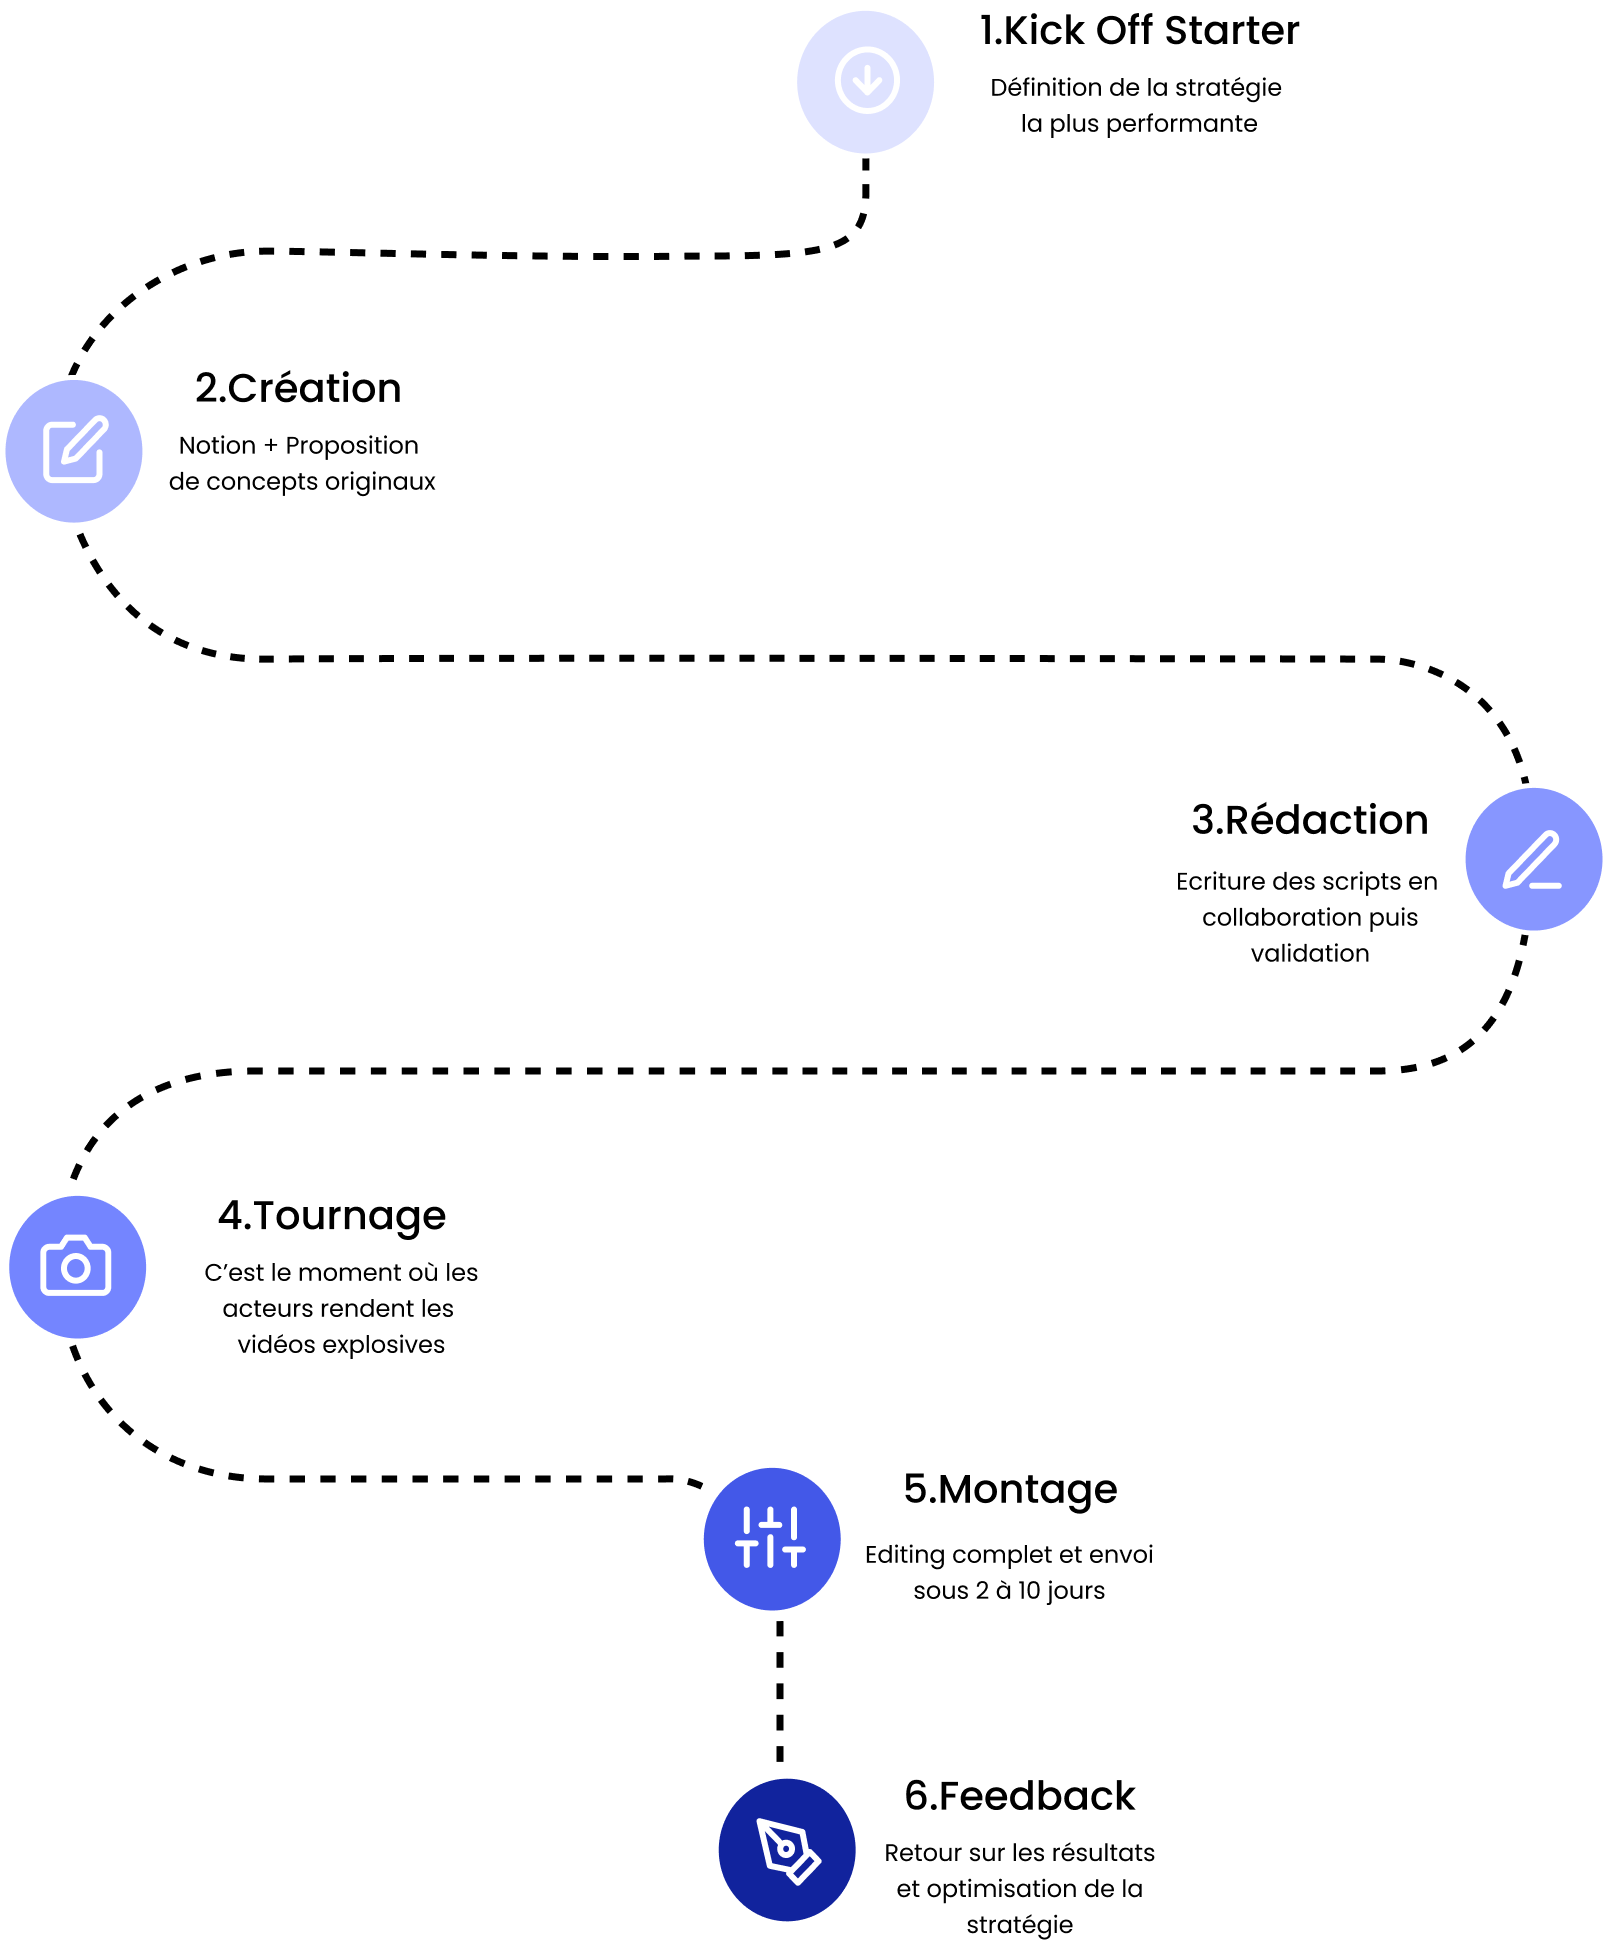 1.Kick Off Starter
Définition de la stratégie
la plus performante
2.Création
Notion + Proposition
de concepts originaux
3.Rédaction
Ecriture des scripts en
collaboration puis
validation
4.Tournage
C’est le moment où les
acteurs rendent les
vidéos explosives
5.Montage
Editing complet et envoi
sous 2 à 10 jours
6.Feedback
Retour sur les résultats
et optimisation de la
stratégie